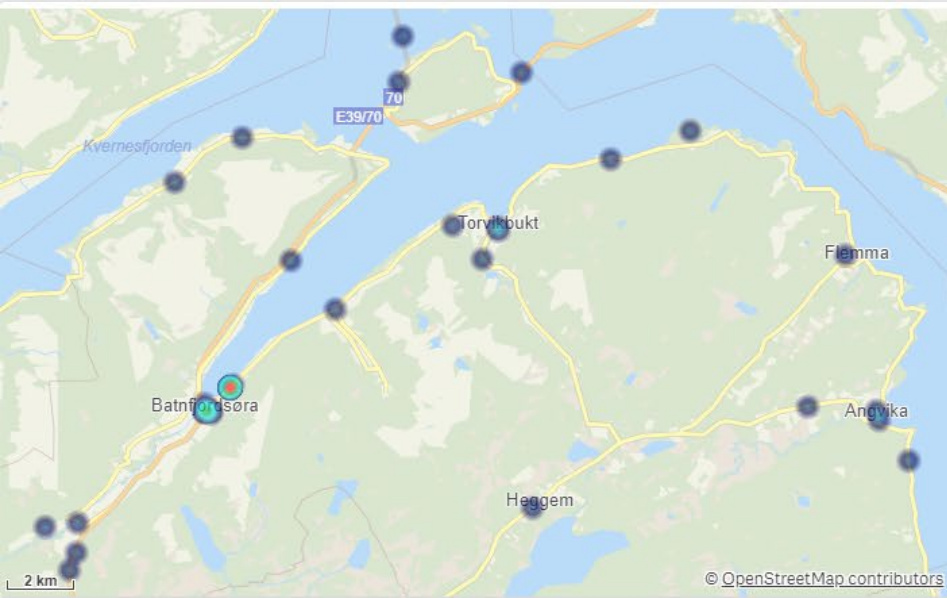 70
E39/70
Kvernesfjorden
Torvikbukt
Flemma
Batnfjordsøra
Angvika
Heggem
2 km
© OpenStreetMap contributors